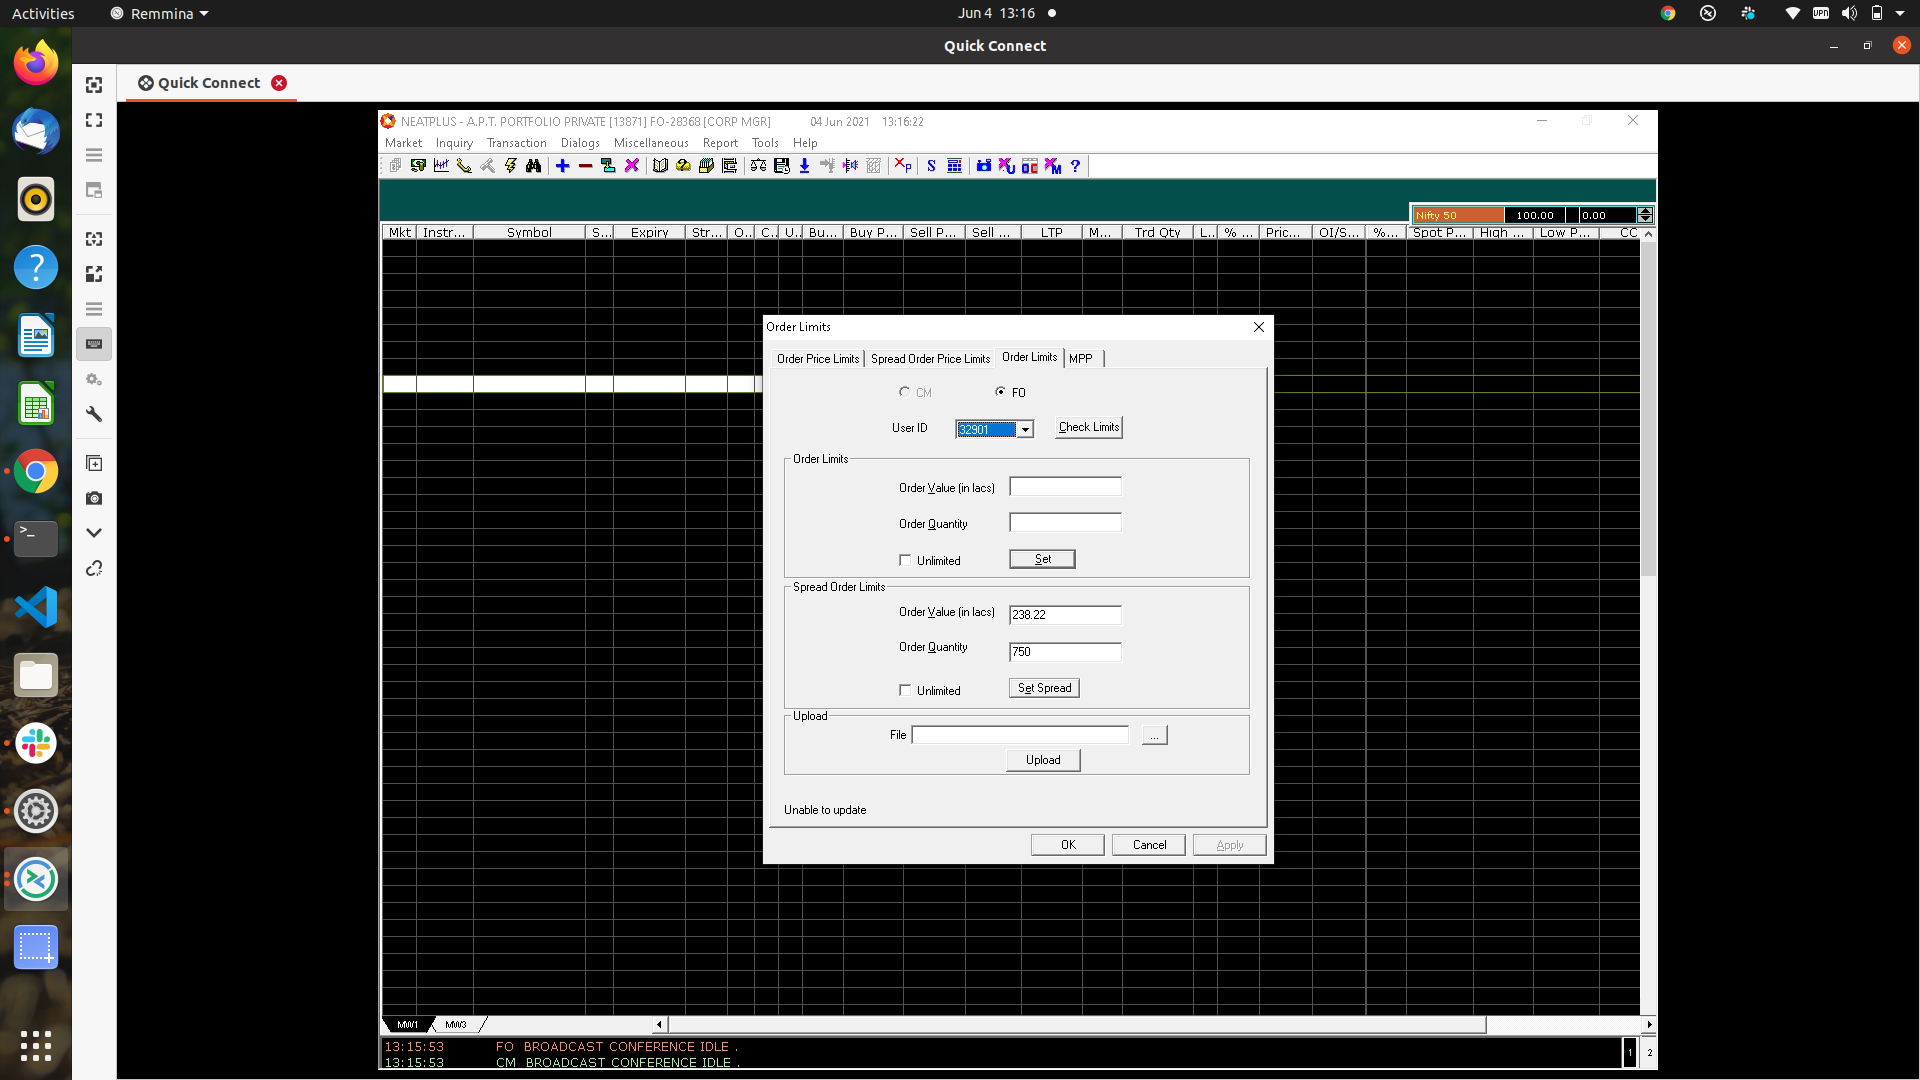 Activities Remmina Jun 4 13:16 VPN
Quick Connect
Quick Connect
NEATPLUS - A.P.T. PORTFOLIO PRIVATE [13871] FO-28368 [CORP MGR] 04 Jun 2021 13:16:22
Market Inquiry Transaction Dialogs Miscellaneous Report Tools Help
Nifty 50 100.00 0.00
Mkt Instr... Symbol S... Expiry Str... O... C... U... Bu... Buy P... Sell P... Sell ... LTP M... Trd Qty L... % ... Pric... OI/S... %... Spot P... High ... Low P... CC
Order Limits
Order Price Limits Spread Order Price Limits Order Limits MPP
CM FO
User ID 32901 Check Limits
Order Limits
Order Value (in lacs)
Order Quantity
Unlimited Set
Spread Order Limits
Order Value (in lacs) 238.22
Order Quantity 750
Unlimited Set Spread
Upload
File ...
Upload
Unable to update
OK Cancel Apply
MW1 MW3
13:15:53 FO BROADCAST CONFERENCE IDLE .
13:15:53 CM BROADCAST CONFERENCE IDLE .
1 2